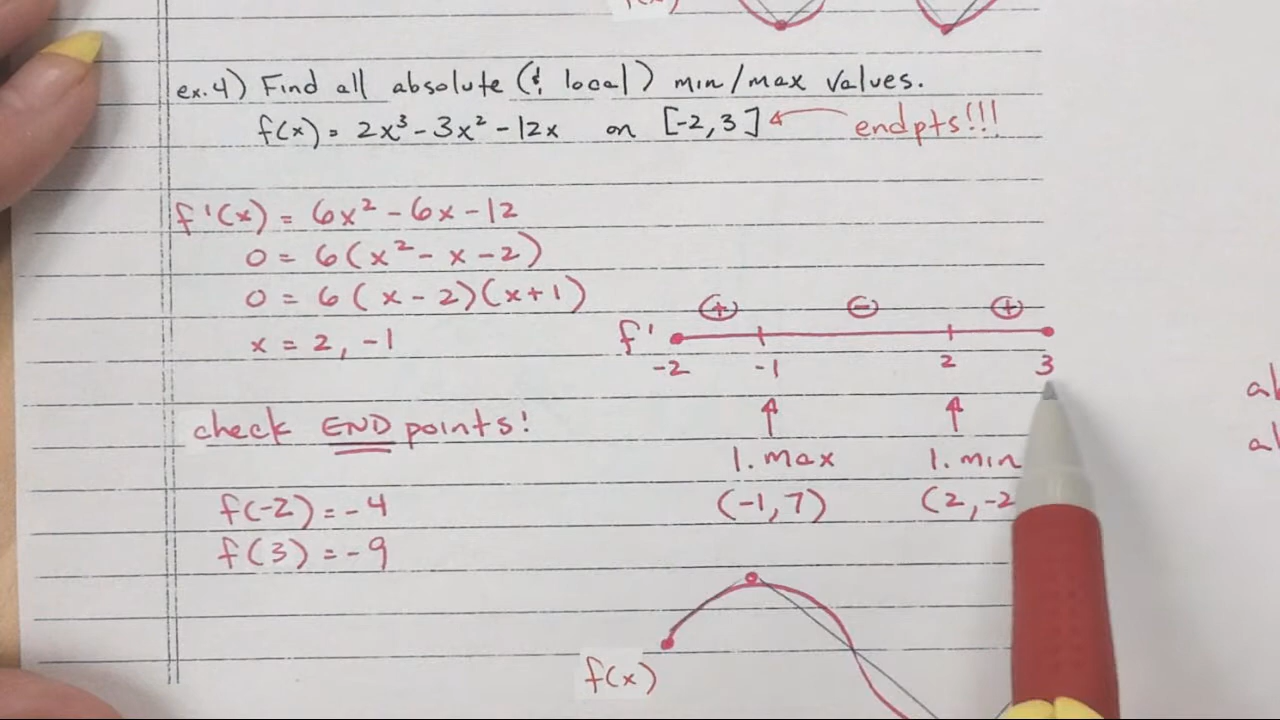 ex.4) Find all absolute (& local) min/max values.
f(x) = 2x³ - 3x² - 12x on [-2, 3] endpts!!!
f'(x) = 6x² - 6x - 12
0 = 6(x² - x - 2)
0 = 6(x - 2)(x + 1)
x = 2, -1
+ - +
f'
-2 -1 2 3
check END points!
l. max l. min
(-1, 7) (2, -2
f(-2) = -4
f(3) = -9
f(x)